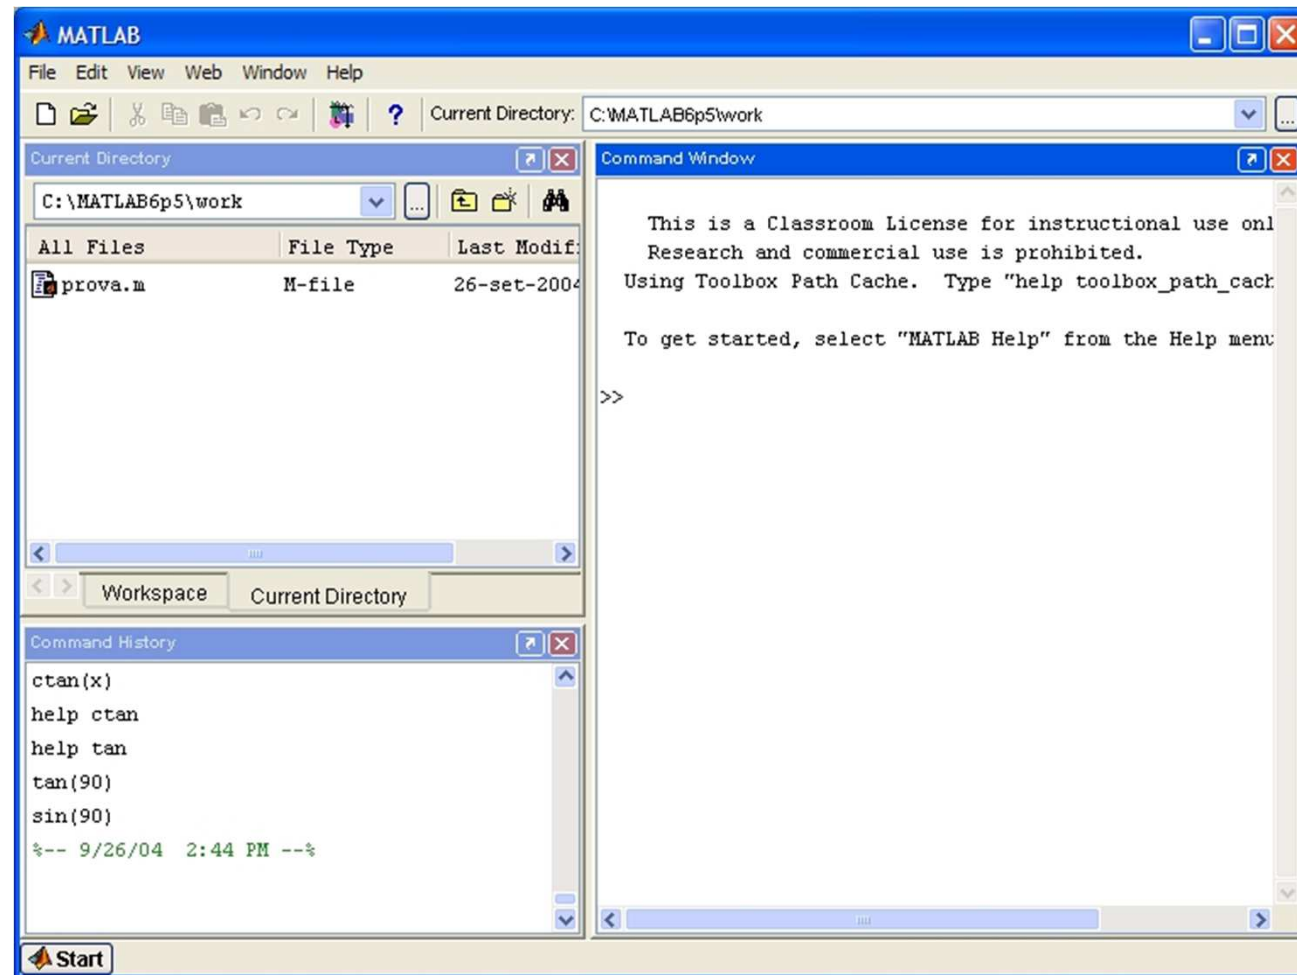 MATLAB
File Edit View Web Window Help
? Current Directory: C:\MATLAB6p5\work ...
Current Directory
C:\MATLAB6p5\work ...
All Files File Type Last Modif
prova.m M-file 26-set-2004
Workspace Current Directory
Command History
ctan(x)
help ctan
help tan
tan(90)
sin(90)
%-- 9/26/04 2:44 PM --%
Command Window
This is a Classroom License for instructional use onl
Research and commercial use is prohibited.
Using Toolbox Path Cache. Type "help toolbox_path_cach
To get started, select "MATLAB Help" from the Help menu
>>
Start